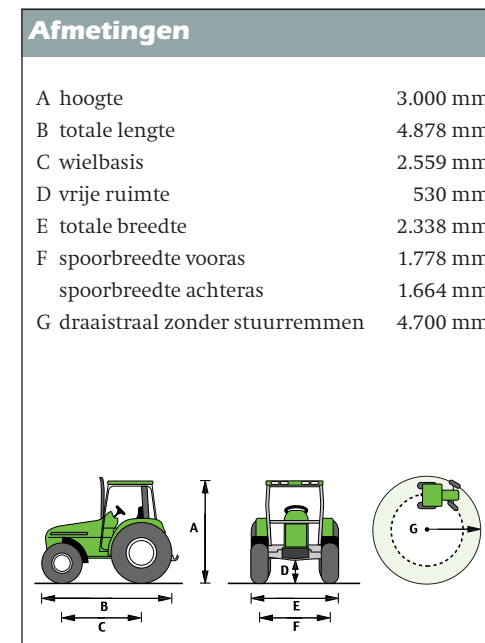 Afmetingen
A hoogte 3.000 mm
B totale lengte 4.878 mm
C wielbasis 2.559 mm
D vrije ruimte 530 mm
E totale breedte 2.338 mm
F spoorbreedte vooras 1.778 mm
spoorbreedte achteras 1.664 mm
G draaistraal zonder stuurremmen 4.700 mm
A
G
D
B
E
C
F